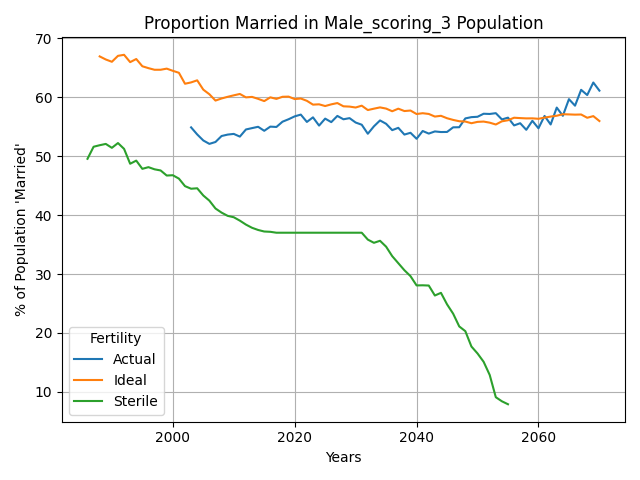 Proportion Married in Male_scoring_3 Population
% of Population 'Married'
70
60
50
40
30
20
10
Fertility
Actual
Ideal
Sterile
2000 2020 2040 2060
Years